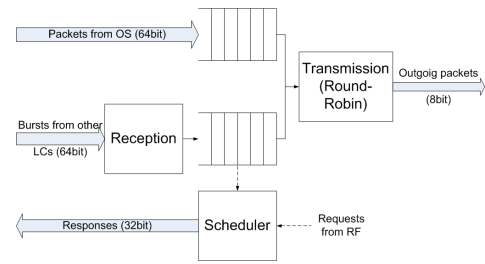 Packets from OS (64bit)
Transmission
(Round-
Robin)
Outgoig packets
(8bit)
Bursts from other
LCs (64bit)
Reception
Scheduler
Requests
from RF
Responses (32bit)